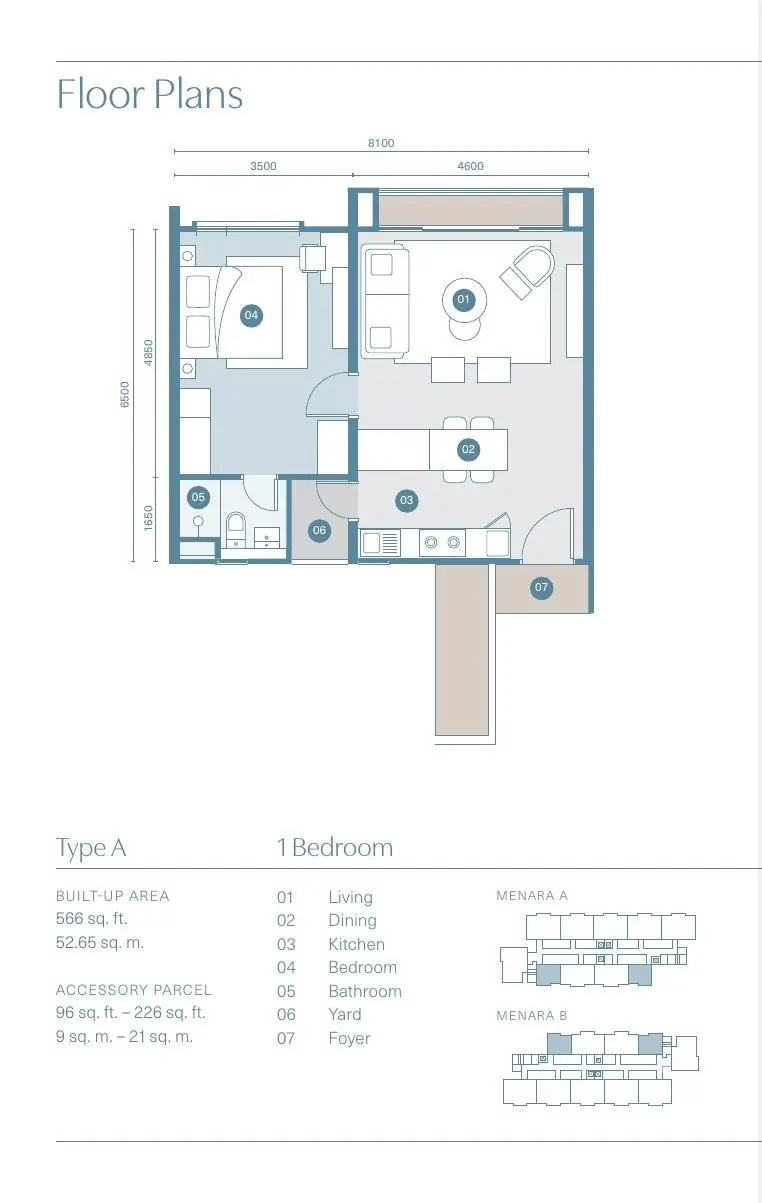 Floor Plans
8100
3500
4600
6500
4850
1650
01
02
03
04
05
06
07
Type A
1 Bedroom
BUILT-UP AREA
566 sq. ft.
52.65 sq. m.
ACCESSORY PARCEL
96 sq. ft. – 226 sq. ft.
9 sq. m. – 21 sq. m.
01 Living
02 Dining
03 Kitchen
04 Bedroom
05 Bathroom
06 Yard
07 Foyer
MENARA A
MENARA B